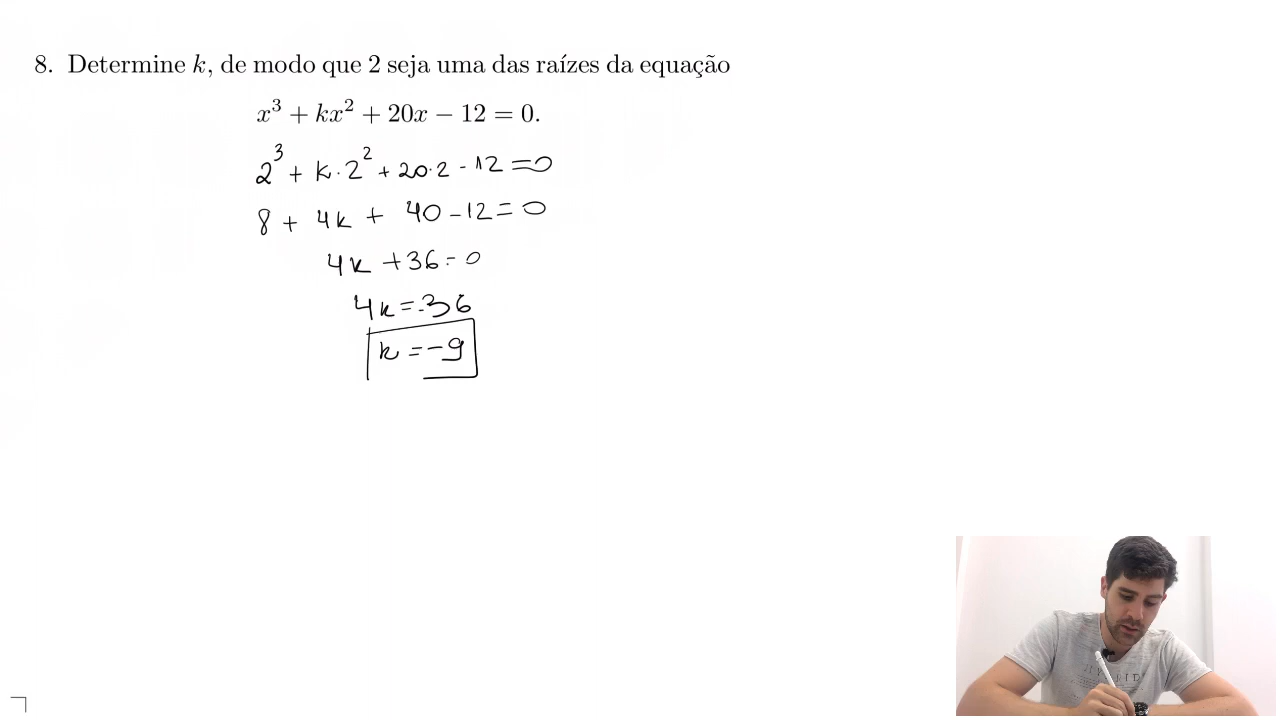 8. Determine k, de modo que 2 seja uma das raízes da equação
x³ + kx² + 20x − 12 = 0.
2³ + k·2² + 20·2 - 12 = 0
8 + 4k + 40 - 12 = 0
4k + 36 = 0
4k = -36
k = -9